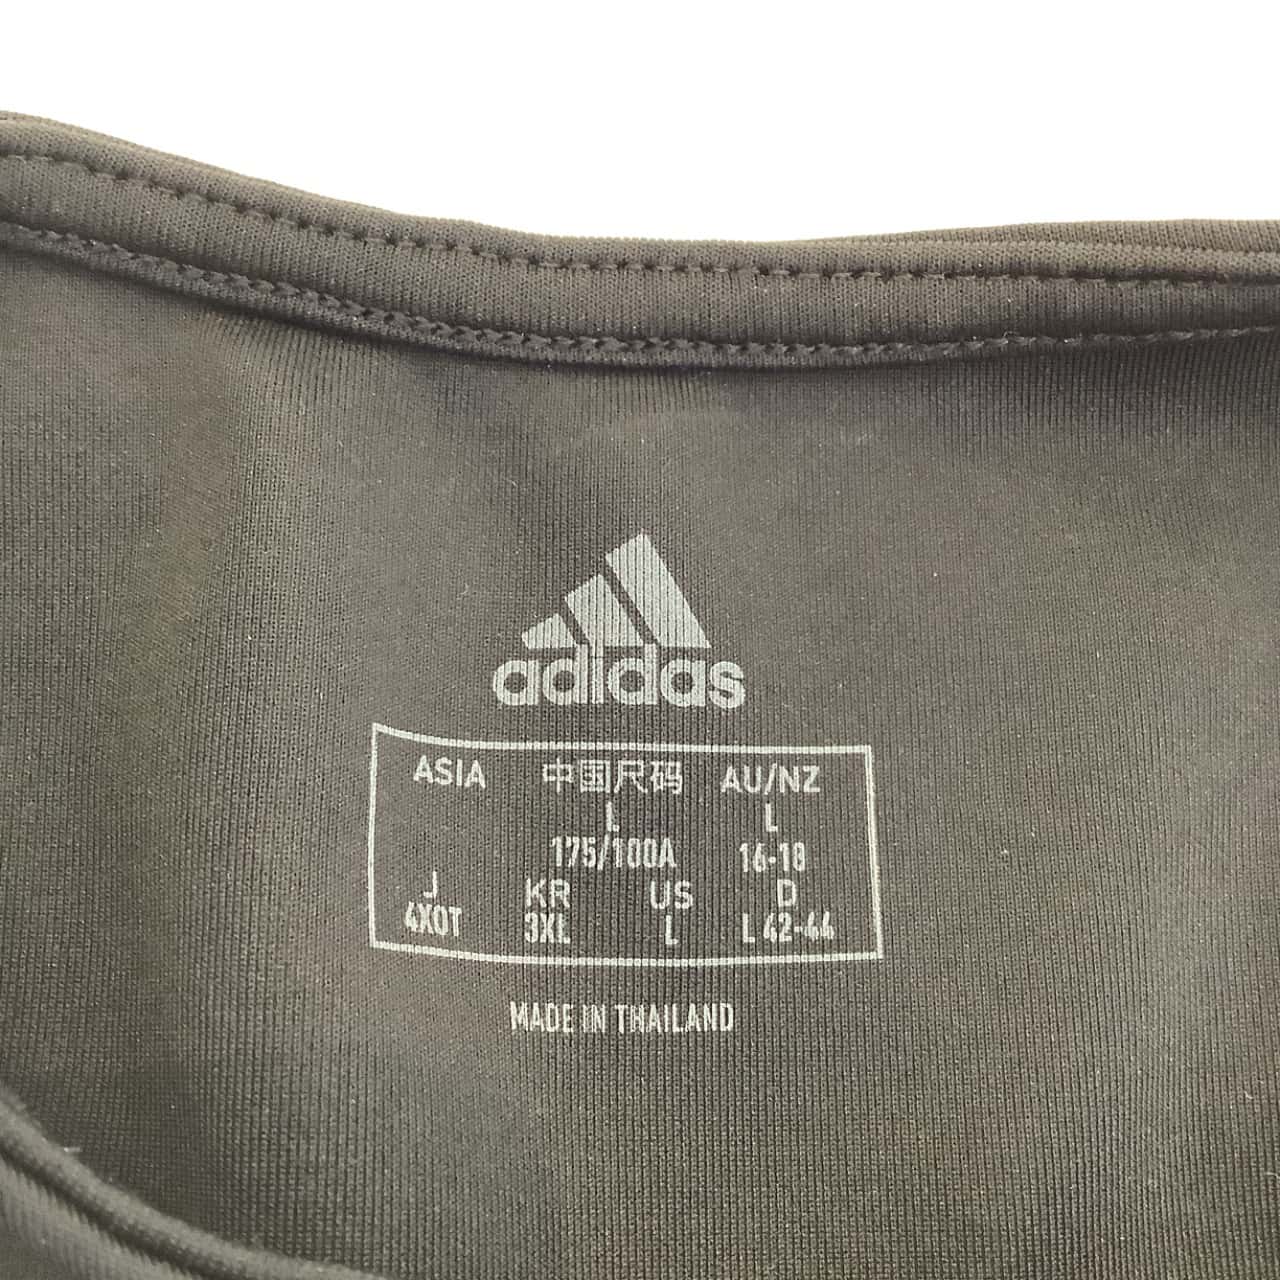 adidas
ASIA 中国尺码 AU/NZ
L L
175/100A 16-18
J KR US D
4XOT 3XL L L 42-44
MADE IN THAILAND